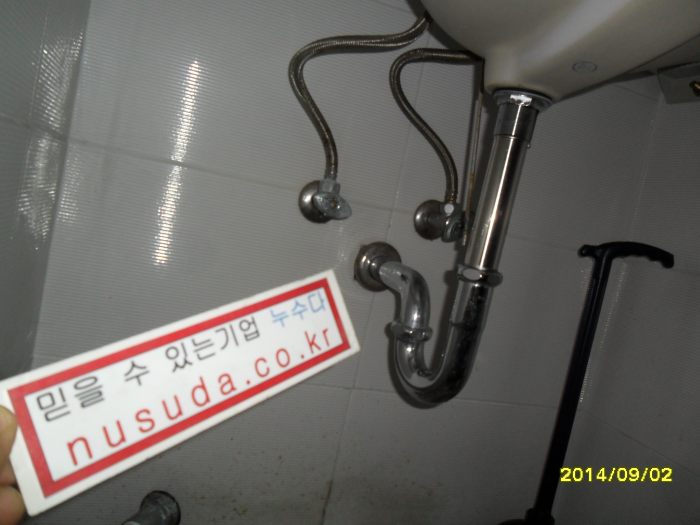 믿을 수 있는기업 누수다
nusuda.co.kr
2014/09/02